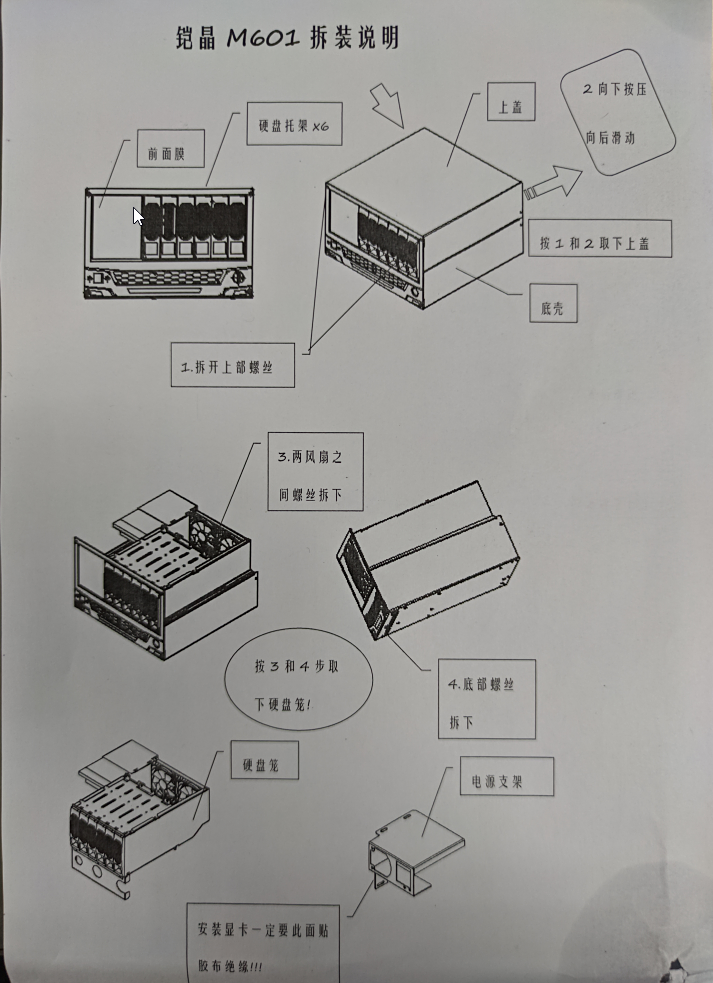 铠晶 M601 拆装说明
2 向下按压
向后滑动
上盖
硬盘托架 X6
前面膜
按 1 和 2 取下上盖
底壳
1.拆开上部螺丝
3.两风扇之
间螺丝拆下
按 3 和 4 步取
下硬盘笼!
4.底部螺丝
拆下
硬盘笼
电源支架
安装显卡一定要此面贴
胶布绝缘!!!